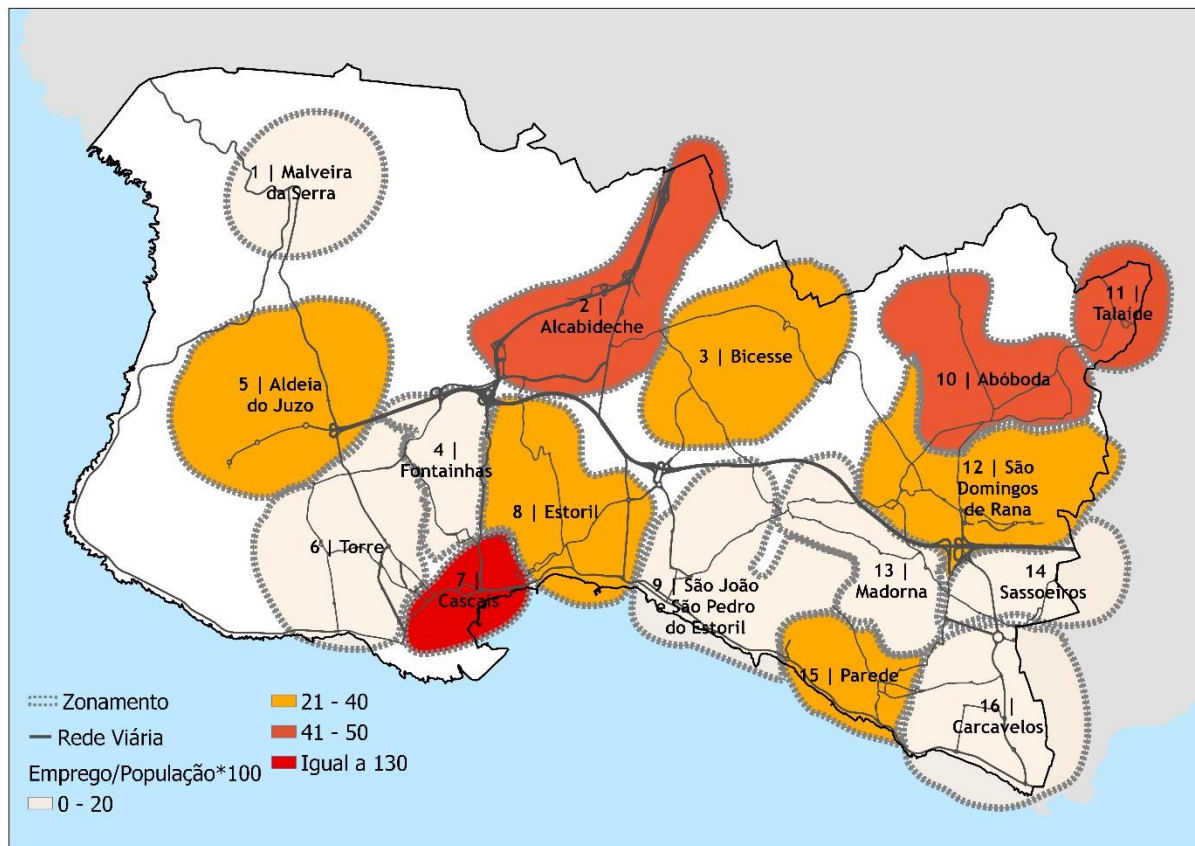 1 | Malveira
da Serra
2 |
Alcabideche
3 | Bicesse
11 |
Talaíde
10 | Abóboda
5 | Aldeia
do Juzo
4 |
Fontainhas
12 | São
Domingos
de Rana
8 | Estoril
6 | Torre
7 |
Cascais
9 | São João
e São Pedro
do Estoril
13 |
Madorna
14
Sassoeiros
15 | Parede
16 |
Carcavelos
Zonamento
Rede Viária
Emprego/População*100
0 - 20
21 - 40
41 - 50
Igual a 130